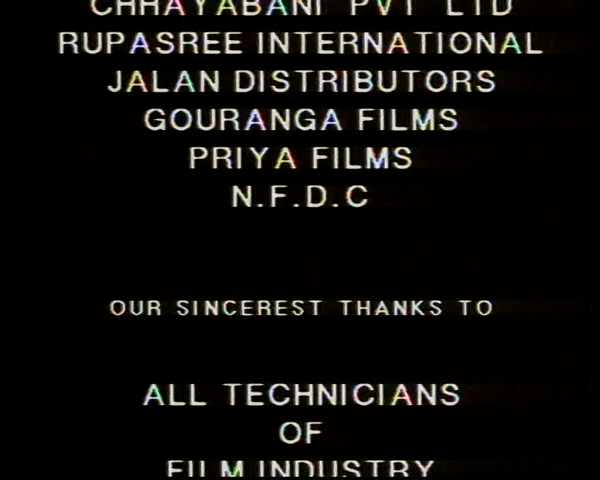 CHHAYABANI PVT LTD
RUPASREE INTERNATIONAL
JALAN DISTRIBUTORS
GOURANGA FILMS
PRIYA FILMS
N.F.D.C
OUR SINCEREST THANKS TO
ALL TECHNICIANS
OF
FILM INDUSTRY